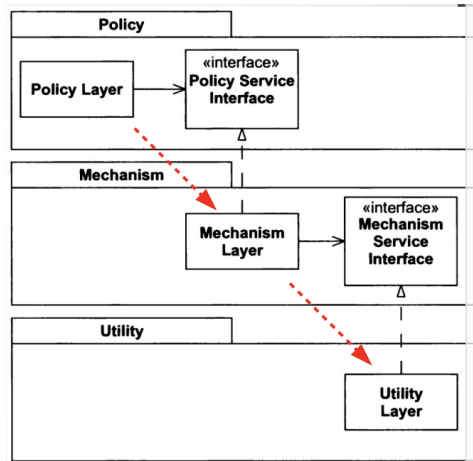 Policy
Policy Layer
«interface»
Policy Service
Interface
Mechanism
Mechanism
Layer
«interface»
Mechanism
Service
Interface
Utility
Utility
Layer